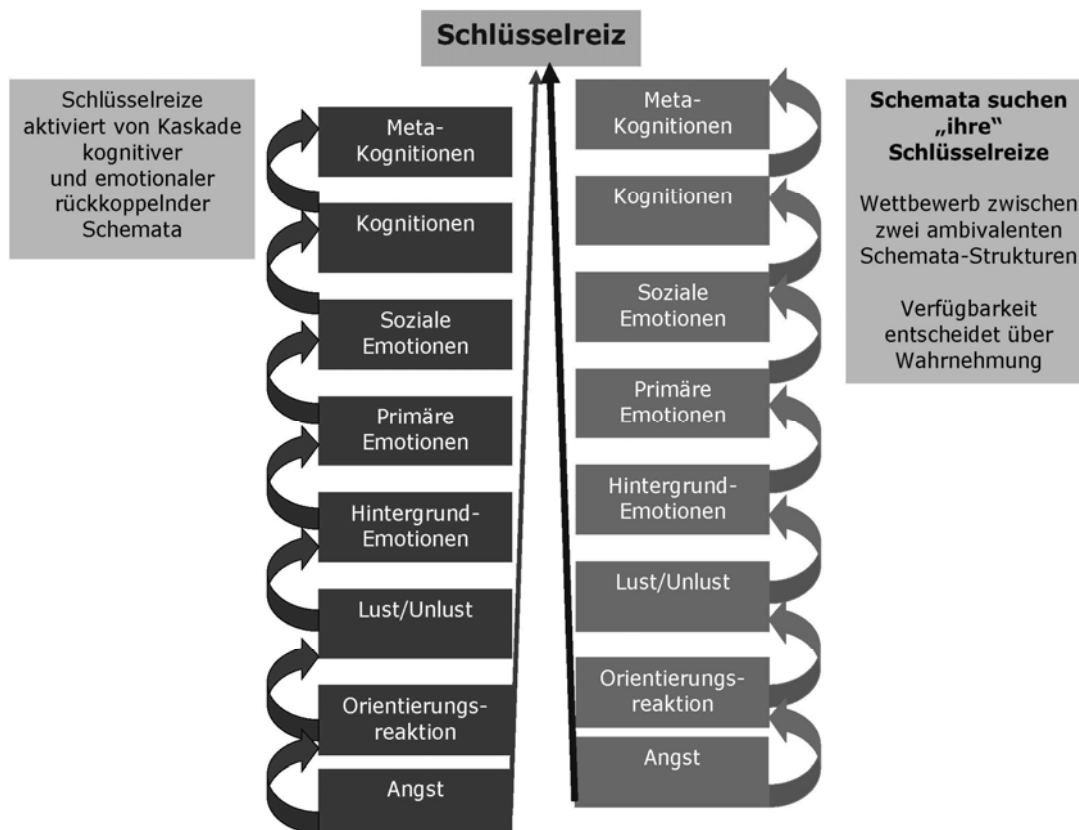 Schlüsselreiz
Schlüsselreize
aktiviert von Kaskade
kognitiver
und emotionaler
rückkoppelnder
Schemata
Meta-
Kognitionen
Kognitionen
Soziale
Emotionen
Primäre
Emotionen
Hintergrund-
Emotionen
Lust/Unlust
Orientierungs-
reaktion
Angst
Meta-
Kognitionen
Kognitionen
Soziale
Emotionen
Primäre
Emotionen
Hintergrund-
Emotionen
Lust/Unlust
Orientierungs-
reaktion
Angst
Schemata suchen
„ihre“
Schlüsselreize
Wettbewerb zwischen
zwei ambivalenten
Schemata-Strukturen
Verfügbarkeit
entscheidet über
Wahrnehmung